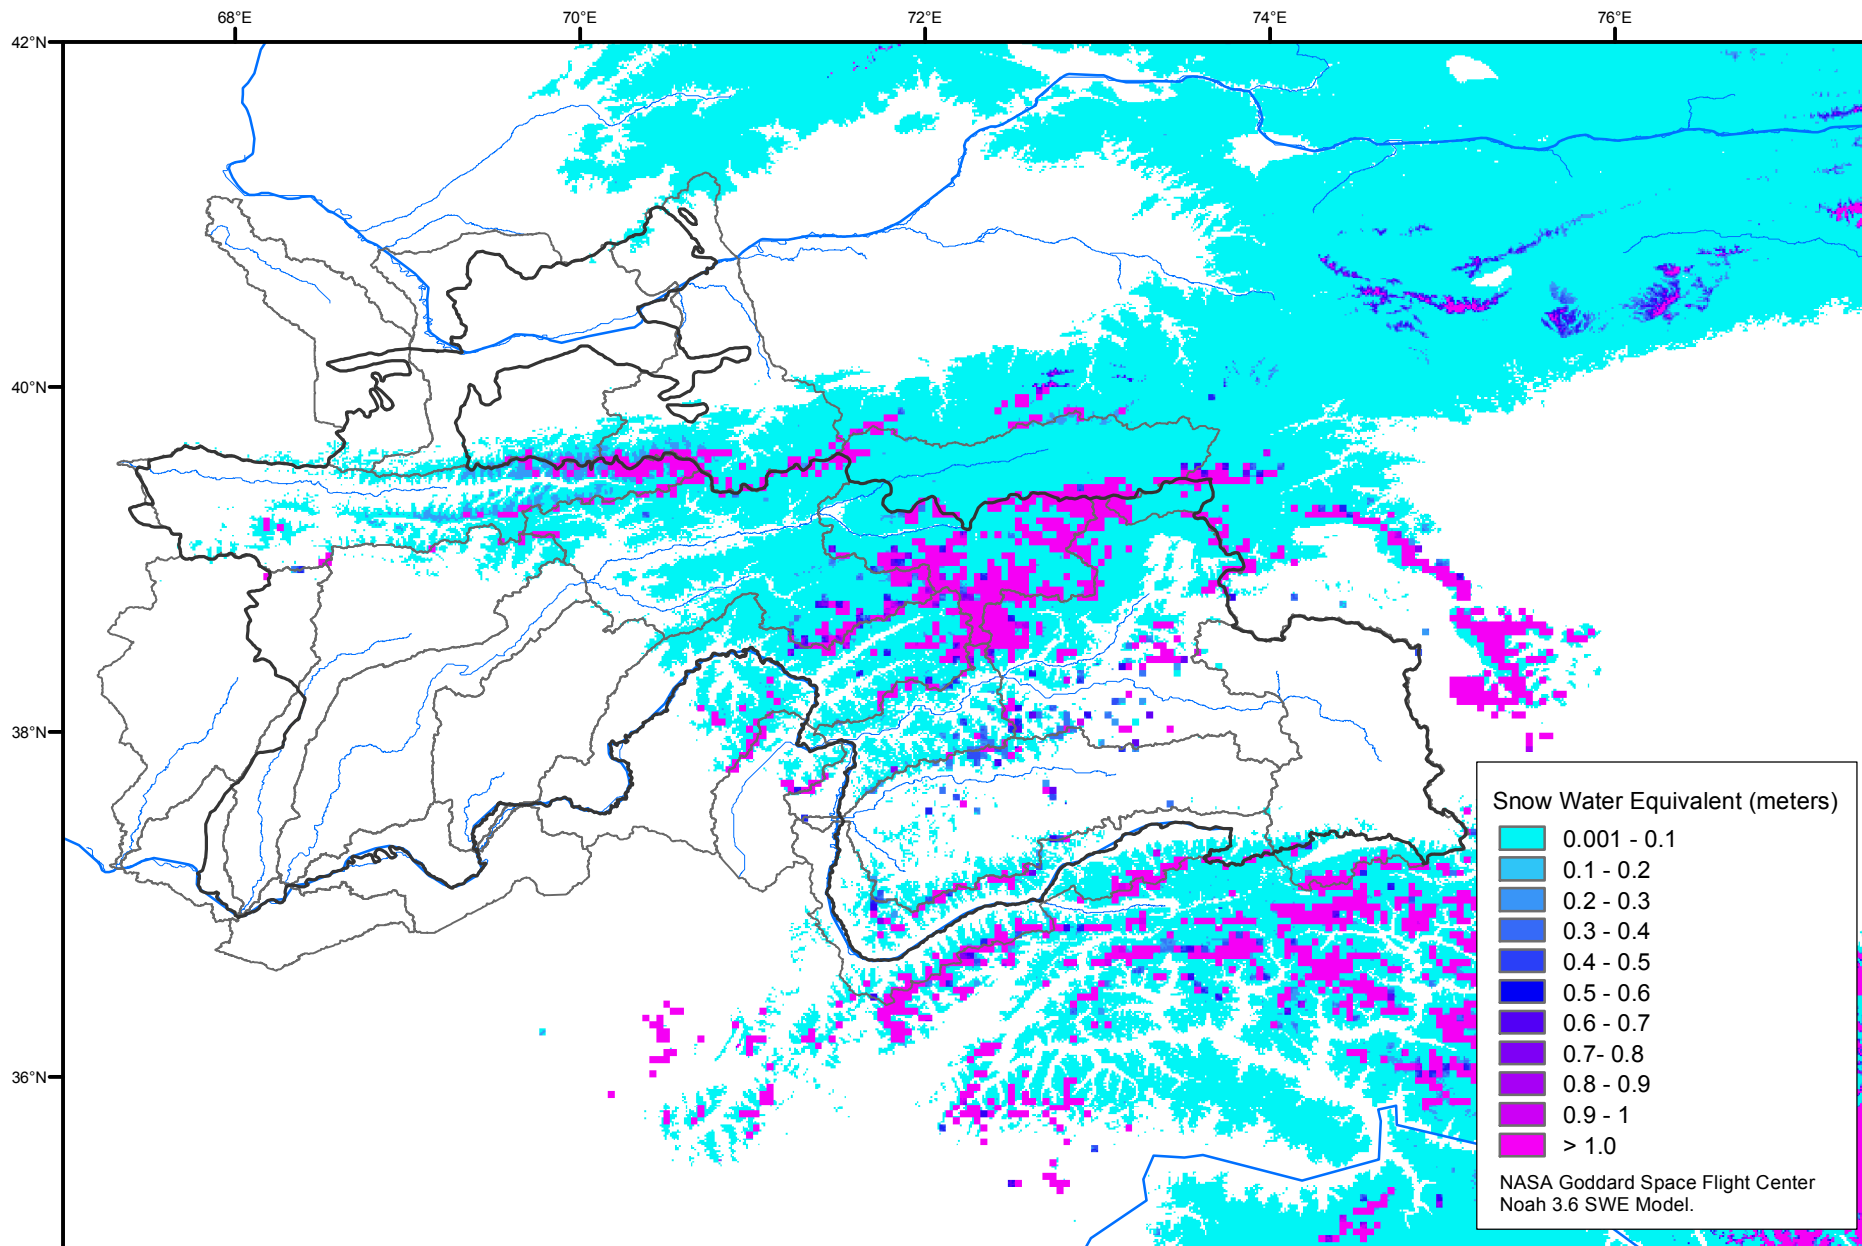 68°E
70°E
72°E
74°E
76°E
42°N
40°N
38°N
36°N
Snow Water Equivalent (meters)
0.001 - 0.1
0.1 - 0.2
0.2 - 0.3
0.3 - 0.4
0.4 - 0.5
0.5 - 0.6
0.6 - 0.7
0.7- 0.8
0.8 - 0.9
0.9 - 1
> 1.0
NASA Goddard Space Flight Center
Noah 3.6 SWE Model.